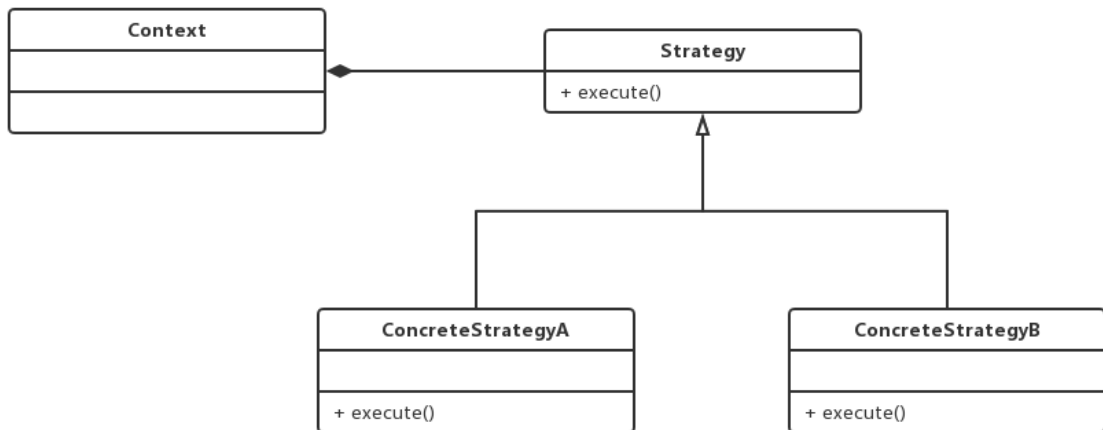 Context
Strategy
+ execute()
ConcreteStrategyA
+ execute()
ConcreteStrategyB
+ execute()